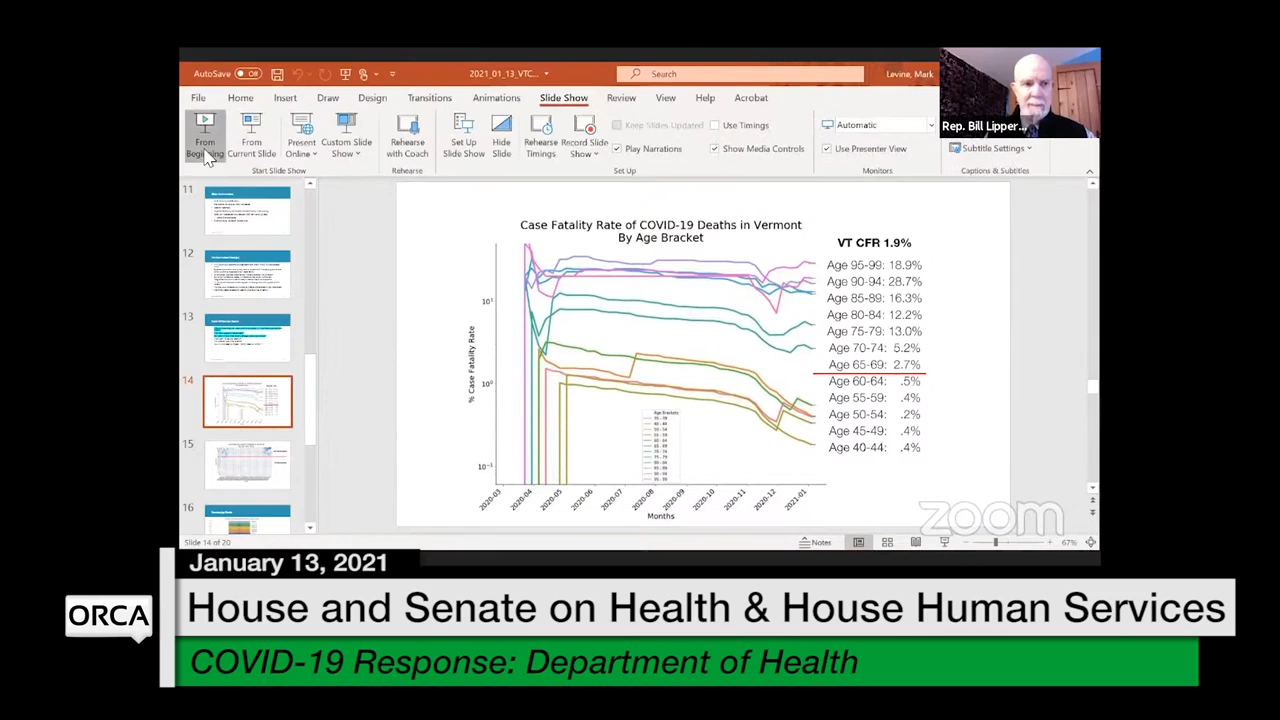 AutoSave Off
2021_01_13_VTC...
Search
Levine, Mark
File Home Insert Draw Design Transitions Animations Slide Show Review View Help Acrobat
From Beginning
From Current Slide
Present Online
Custom Slide Show
Start Slide Show
Rehearse with Coach
Rehearse
Set Up Slide Show
Hide Slide
Rehearse Timings
Record Slide Show
Keep Slides Updated
Use Timings
Play Narrations
Show Media Controls
Set Up
Automatic
Use Presenter View
Monitors
Subtitle Settings
Captions & Subtitles
Rep. Bill Lipper...
11
12
13
14
15
16
Case Fatality Rate of COVID-19 Deaths in Vermont
By Age Bracket
% Case Fatality Rate
10¹
10⁰
10⁻¹
Age Brackets
2020-03 2020-04 2020-05 2020-06 2020-07 2020-08 2020-09 2020-10 2020-11 2020-12 2021-01
Months
VT CFR 1.9%
Age 95-99: 18.9%
Age 90-94: 28.7%
Age 85-89: 16.3%
Age 80-84: 12.2%
Age 75-79: 13.0%
Age 70-74: 5.2%
Age 65-69: 2.7%
Age 60-64: .5%
Age 55-59: .4%
Age 50-54: .2%
Age 45-49: .4%
Age 40-44: .4%
zoom
Slide 14 of 20
Notes
67%
January 13, 2021
ORCA
House and Senate on Health & House Human Services
COVID-19 Response: Department of Health